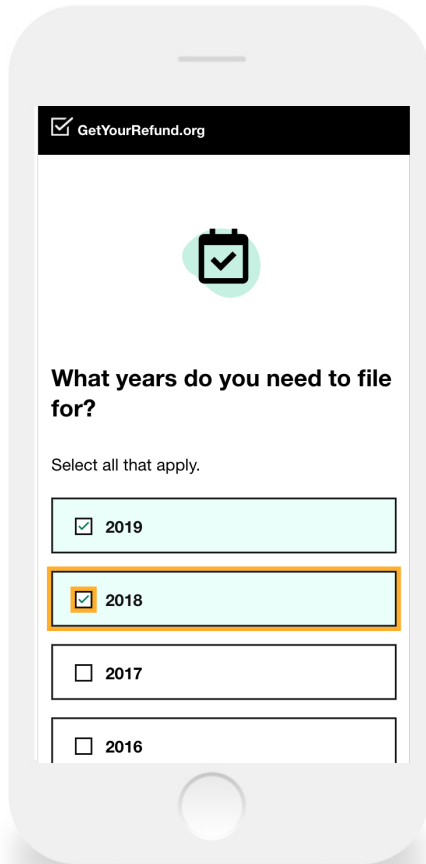 GetYourRefund.org
What years do you need to file
for?
Select all that apply.
2019
2018
2017
2016